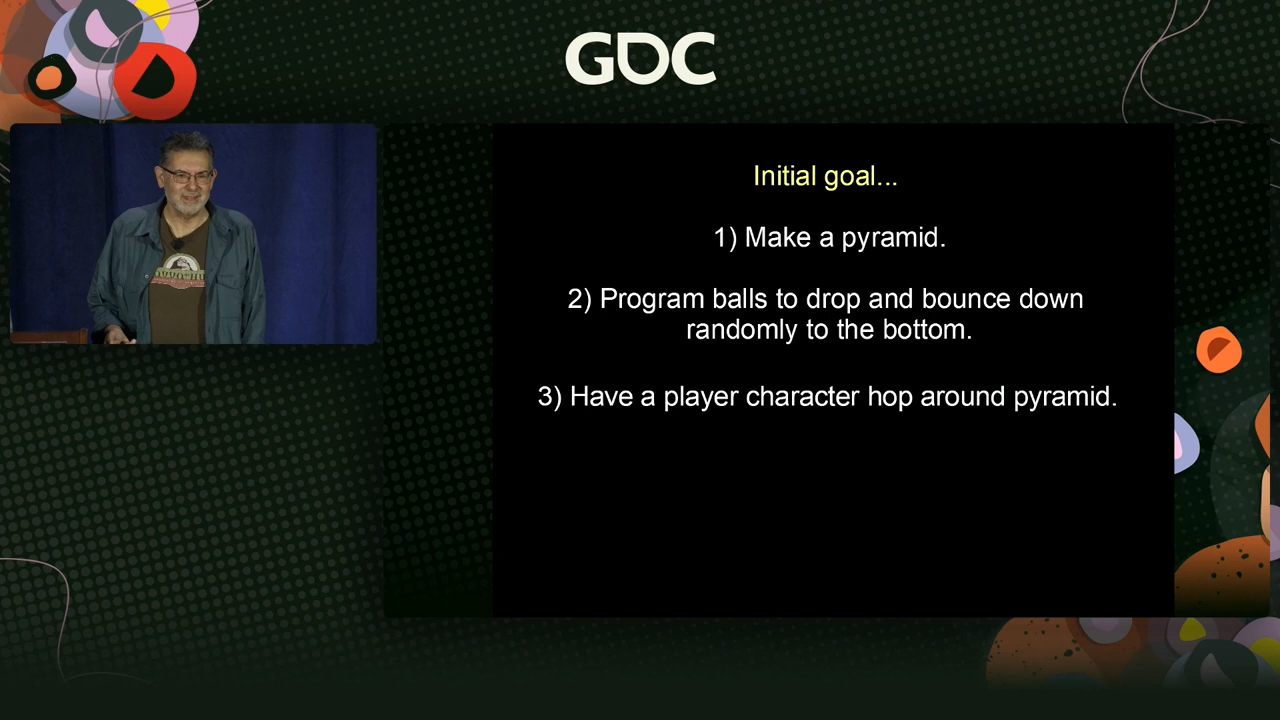 GDC
Initial goal...
1) Make a pyramid.
2) Program balls to drop and bounce down
randomly to the bottom.
3) Have a player character hop around pyramid.